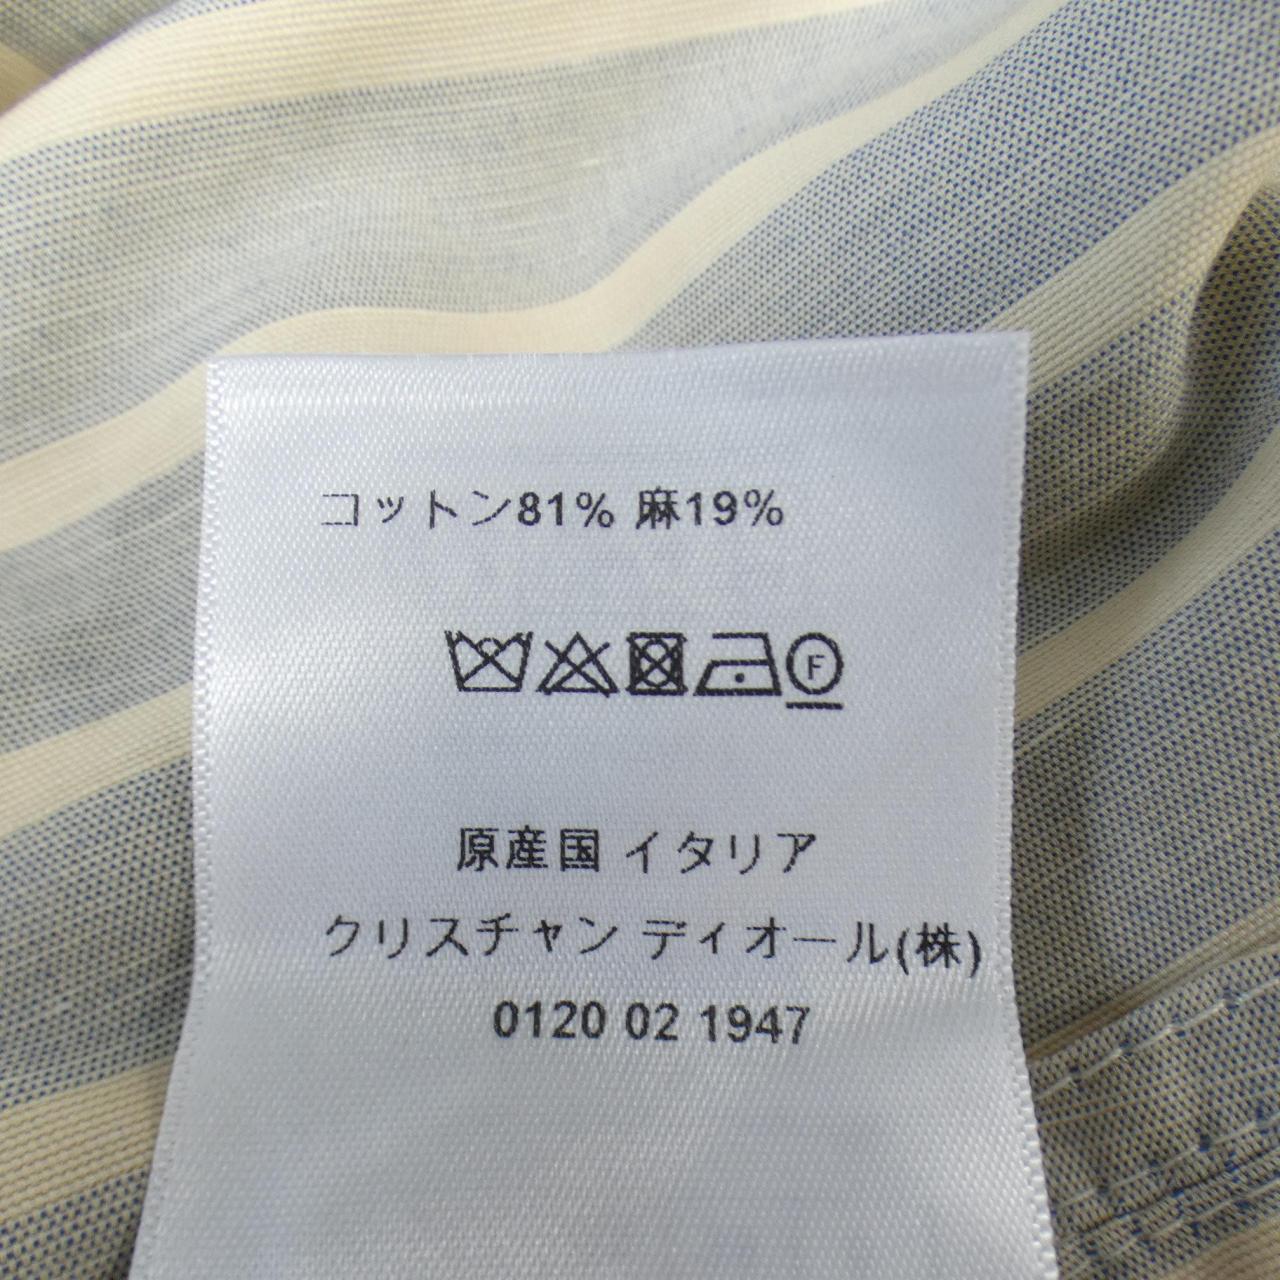 コットン81% 麻19%
F
原産国 イタリア
クリスチャン ディオール(株)
0120 02 1947